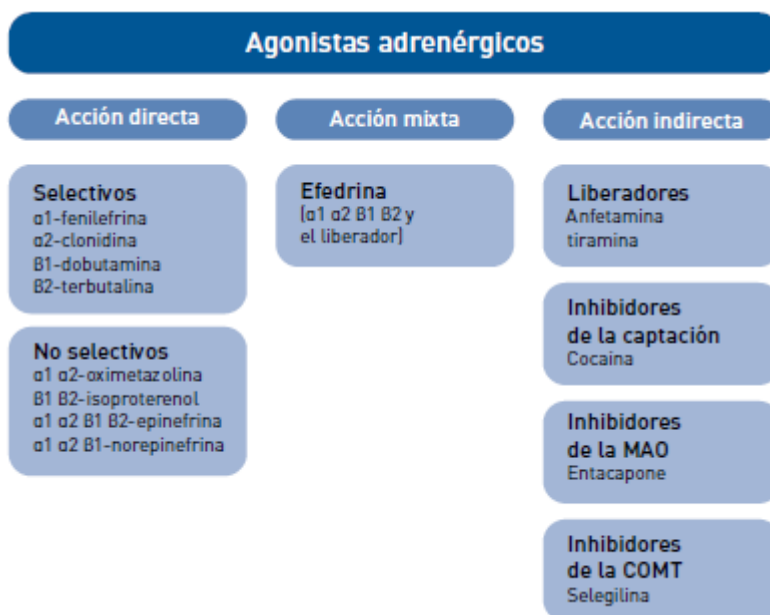 Agonistas adrenérgicos
Acción directa
Selectivos
α1-fenilefrina
α2-clonidina
β1-dobutamina
β2-terbutalina
No selectivos
α1 α2-oximetazolina
β1 β2-isoproterenol
α1 α2 β1 β2-epinefrina
α1 α2 β1-norepinefrina
Acción mixta
Efedrina
(α1 α2 β1 β2 y
el liberador)
Acción indirecta
Liberadores
Anfetamina
tiramina
Inhibidores
de la captación
Cocaina
Inhibidores
de la MAO
Entacapone
Inhibidores
de la COMT
Selegilina